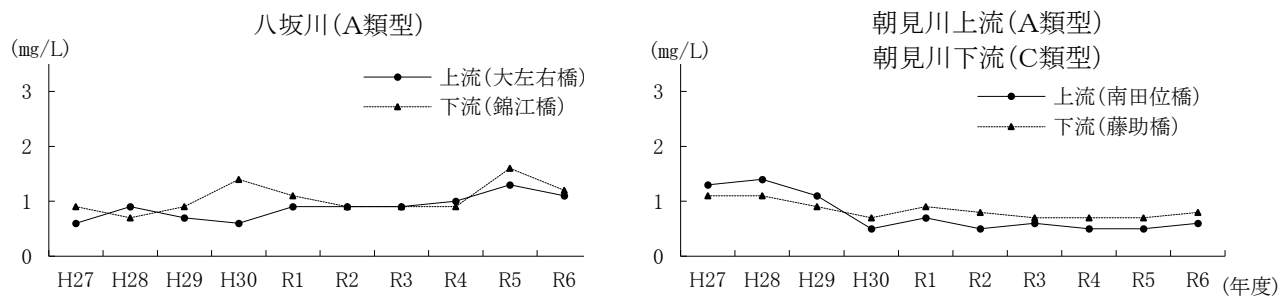 八坂川（A類型）
(mg/L)
上流（大左右橋）
下流（錦江橋）
3
2
1
0
H27 H28 H29 H30 R1 R2 R3 R4 R5 R6
朝見川上流（A類型）
朝見川下流（C類型）
(mg/L)
上流（南田位橋）
下流（藤助橋）
3
2
1
0
H27 H28 H29 H30 R1 R2 R3 R4 R5 R6 (年度)